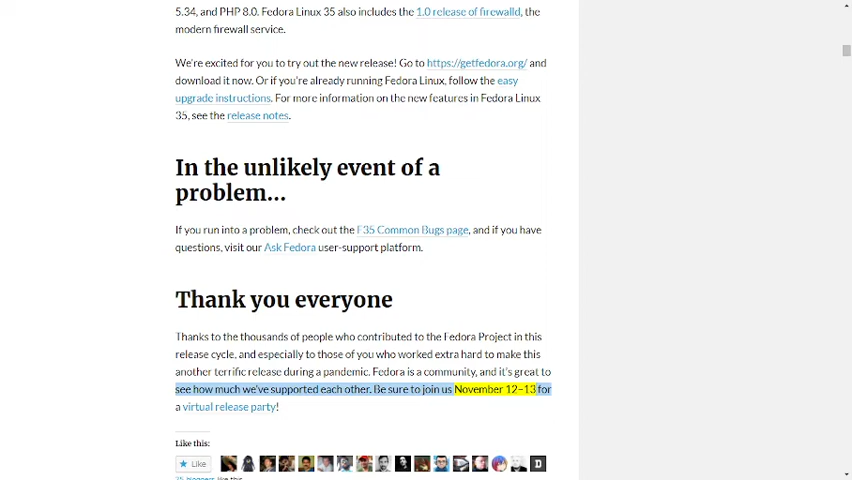 5.34, and PHP 8.0. Fedora Linux 35 also includes the 1.0 release of firewalld, the
modern firewall service.
We're excited for you to try out the new release! Go to https://getfedora.org/ and
download it now. Or if you're already running Fedora Linux, follow the easy
upgrade instructions. For more information on the new features in Fedora Linux
35, see the release notes.
In the unlikely event of a
problem…
If you run into a problem, check out the F35 Common Bugs page, and if you have
questions, visit our Ask Fedora user-support platform.
Thank you everyone
Thanks to the thousands of people who contributed to the Fedora Project in this
release cycle, and especially to those of you who worked extra hard to make this
another terrific release during a pandemic. Fedora is a community, and it's great to
see how much we've supported each other. Be sure to join us November 12–13 for
a virtual release party!
Like this:
Like
D
25 bloggers like this.